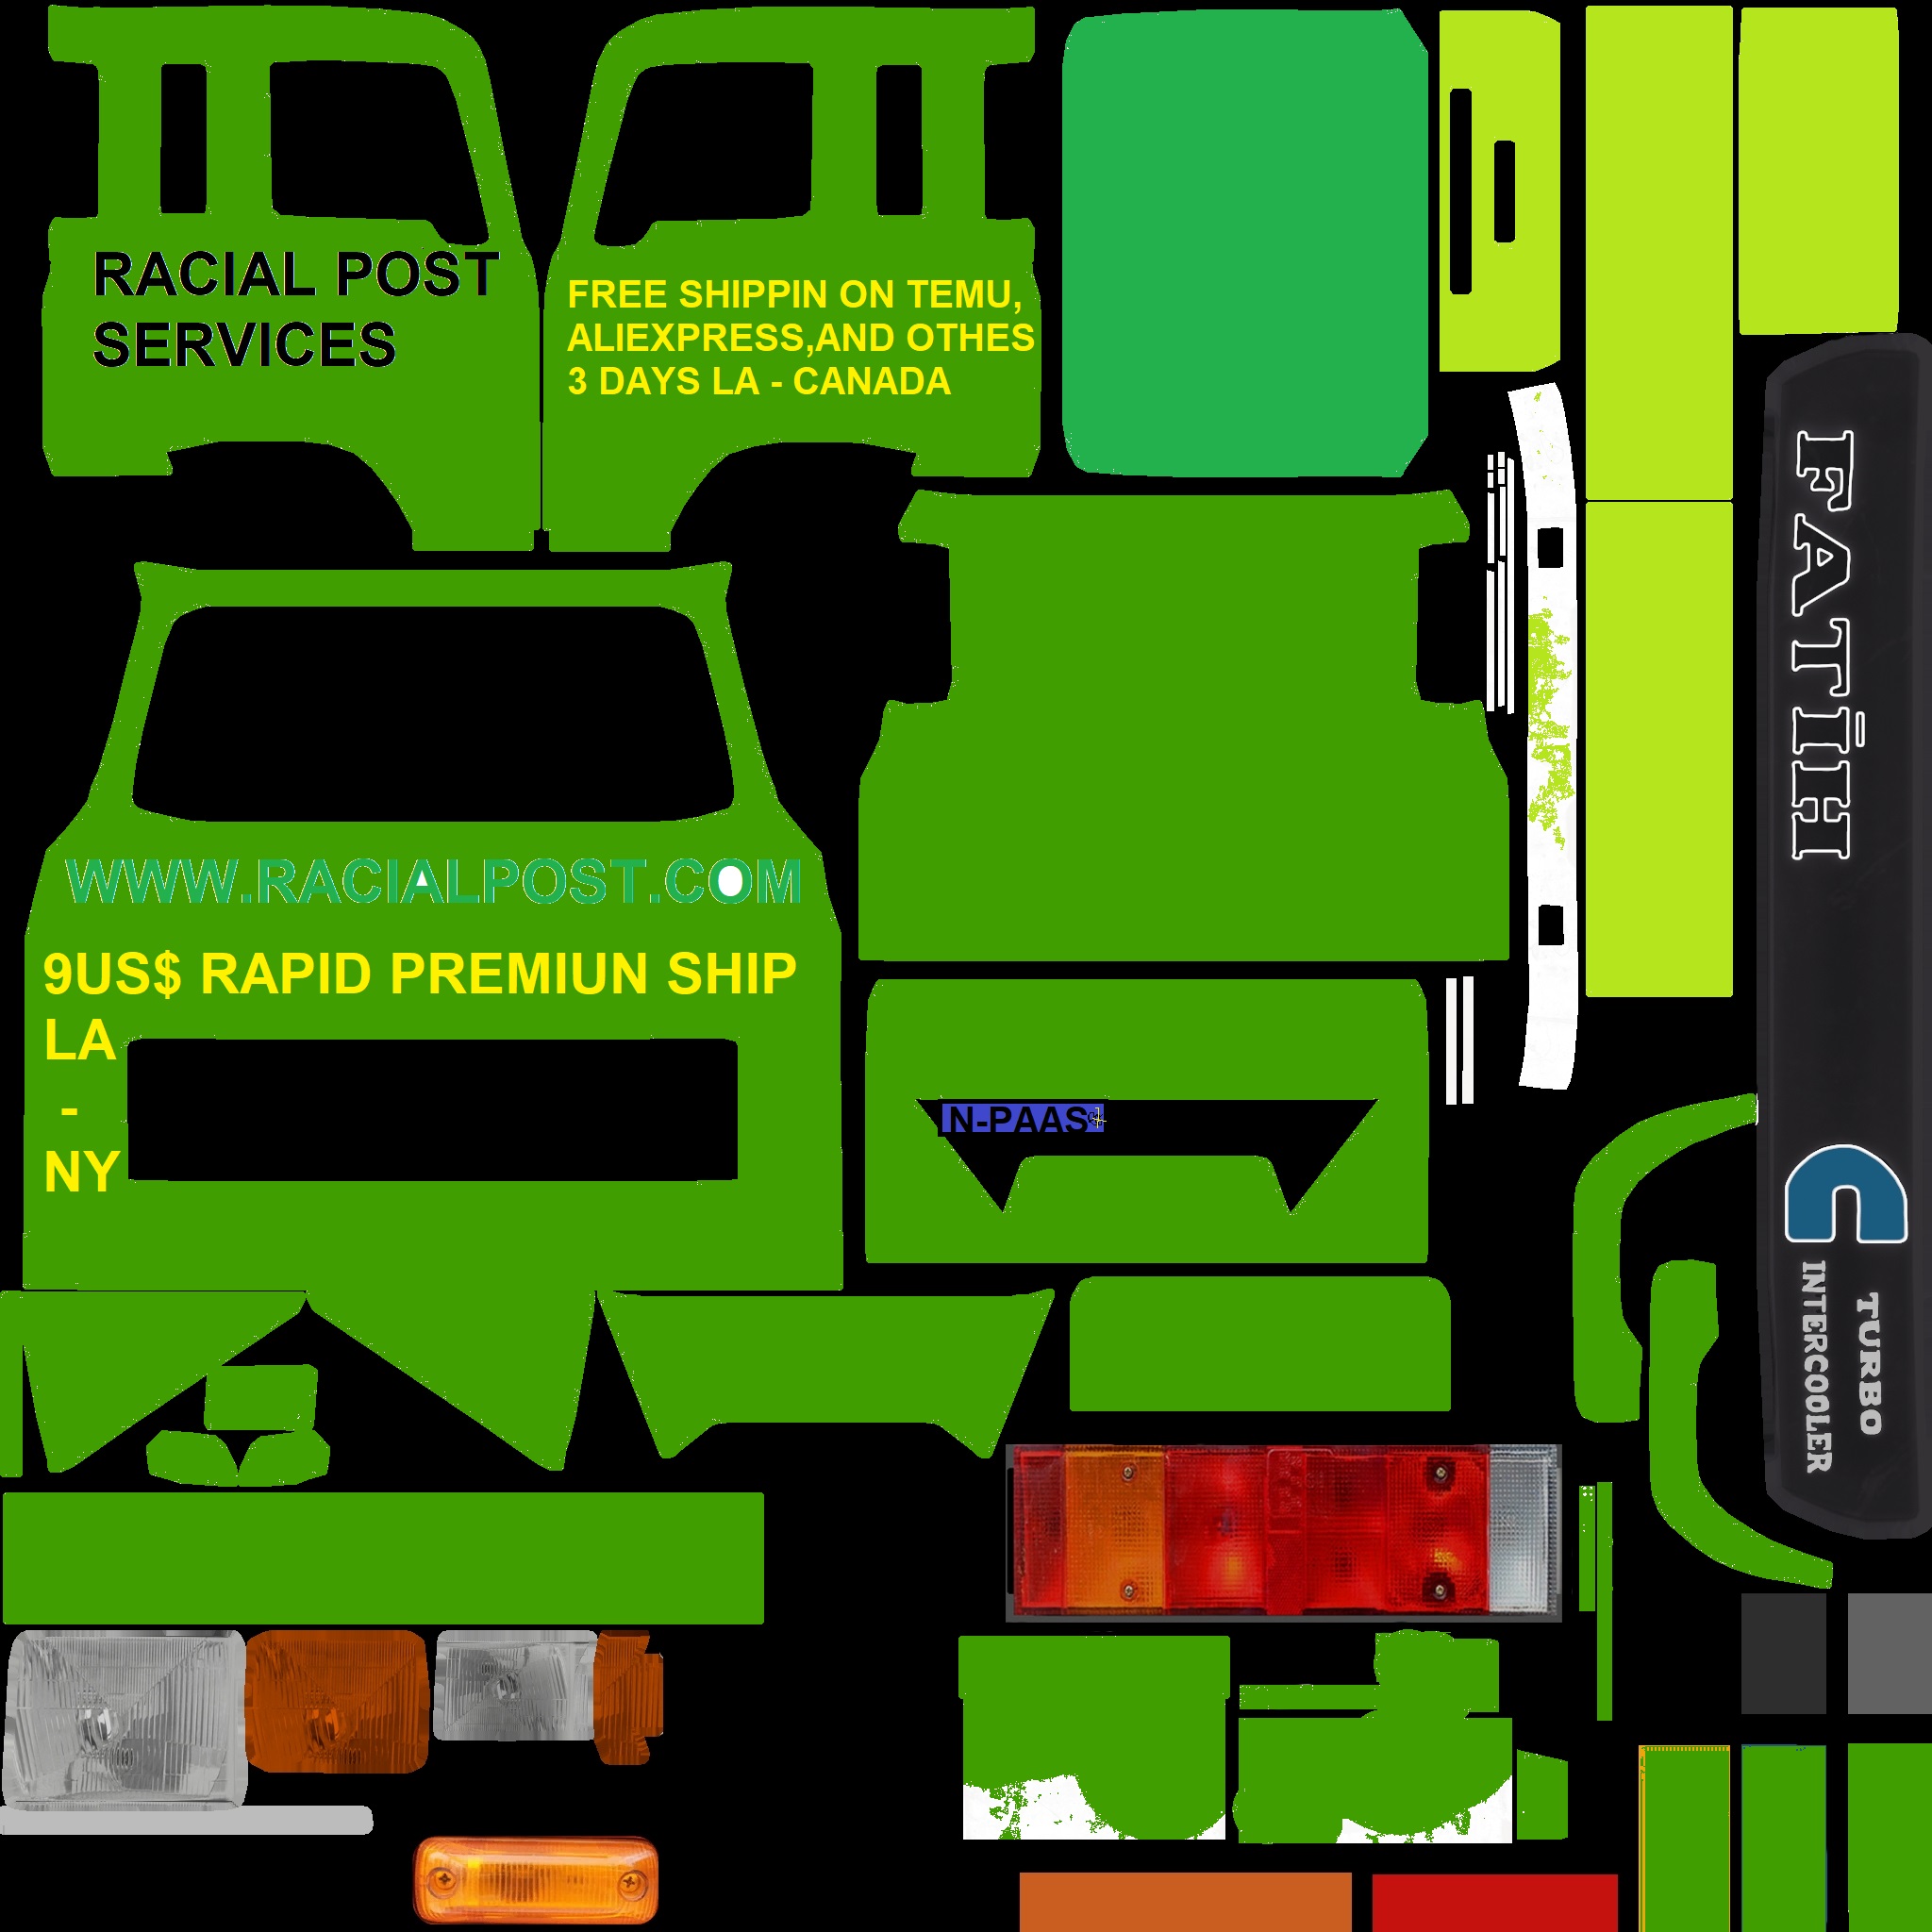 RACIAL POST
SERVICES
FREE SHIPPIN ON TEMU,
ALIEXPRESS,AND OTHES
3 DAYS LA - CANADA
FATİH
WWW.RACIALPOST.COM
9US$ RAPID PREMIUN SHIP
LA
-
NY
N-PAAS
C
TURBO
INTERCOOLER